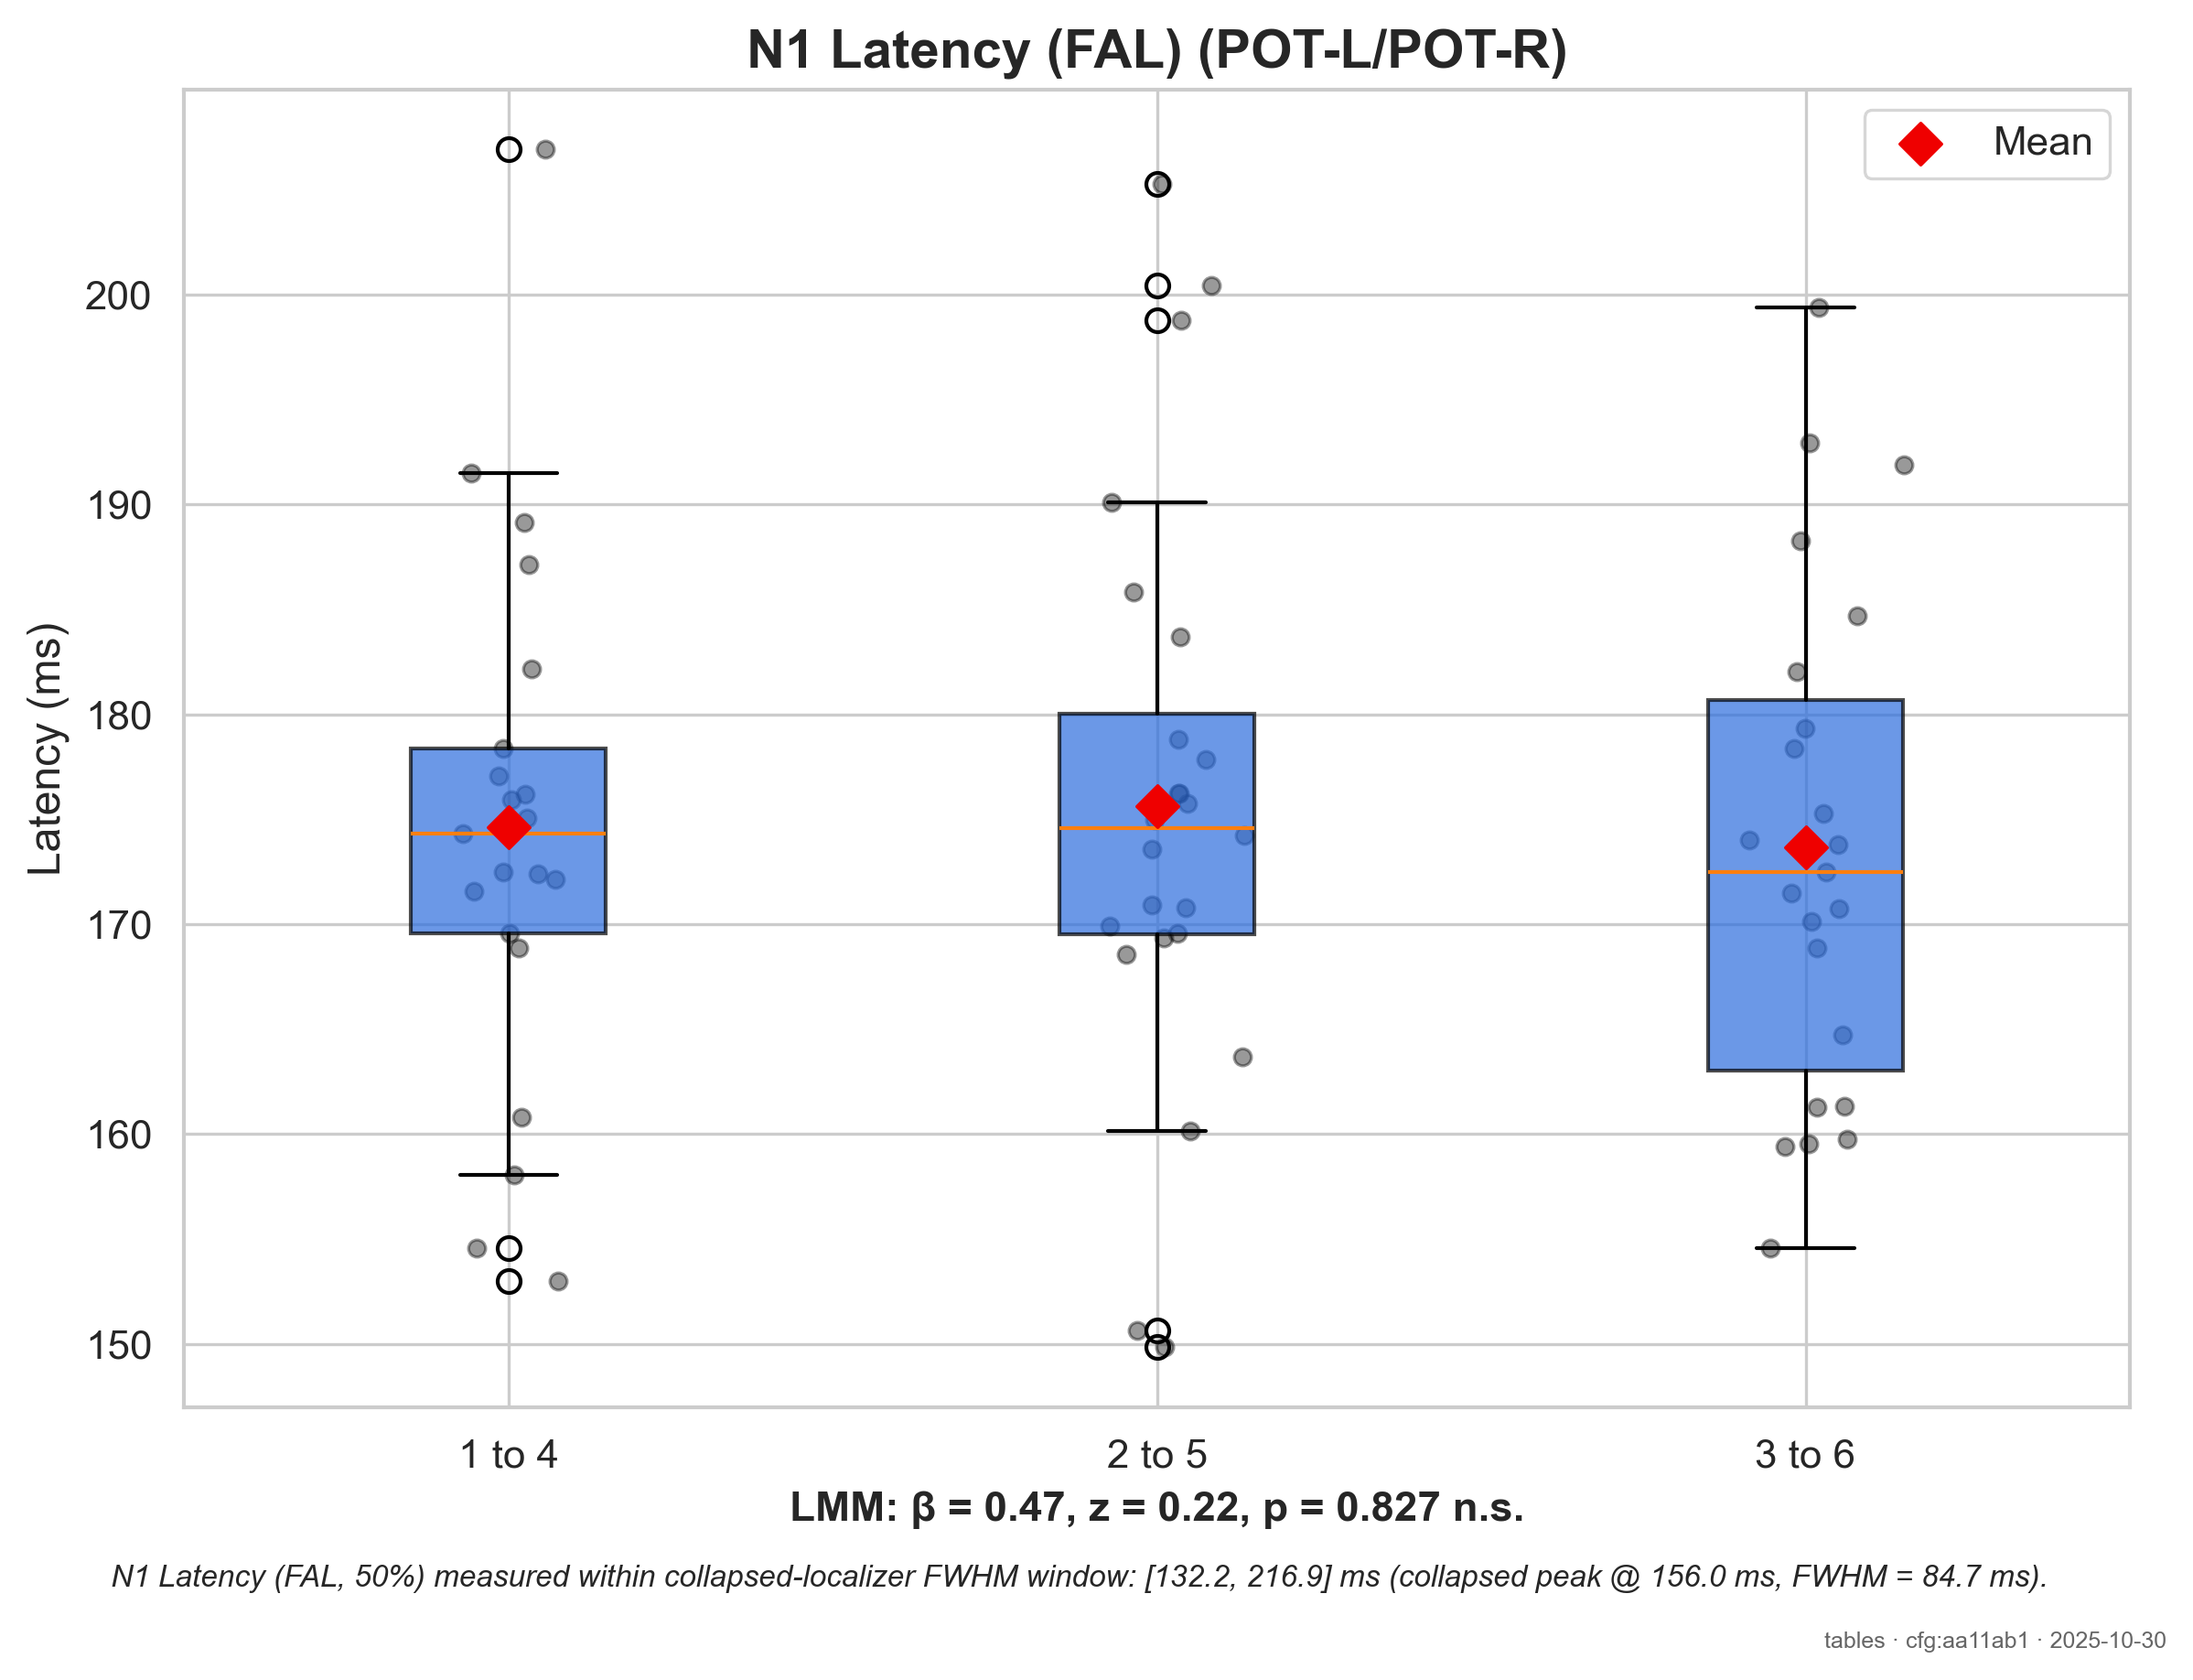 N1 Latency (FAL) (POT-L/POT-R)
Mean
Latency (ms)
200
190
180
170
160
150
1 to 4
2 to 5
3 to 6
LMM: β = 0.47, z = 0.22, p = 0.827 n.s.
N1 Latency (FAL, 50%) measured within collapsed-localizer FWHM window: [132.2, 216.9] ms (collapsed peak @ 156.0 ms, FWHM = 84.7 ms).
tables · cfg:aa11ab1 · 2025-10-30